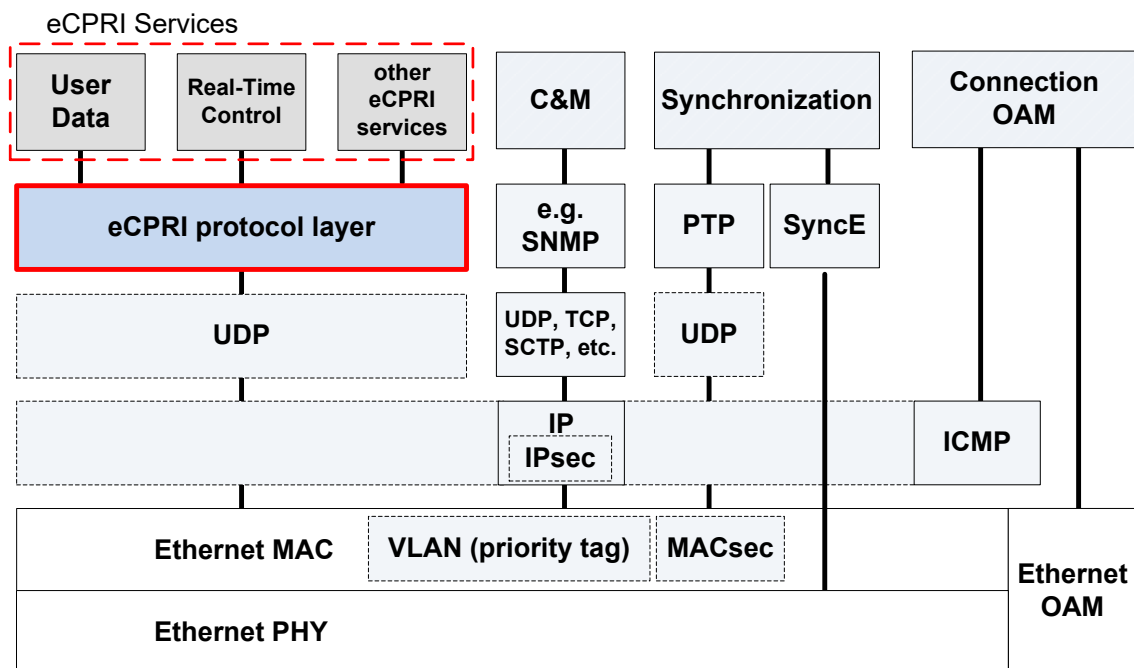 eCPRI Services
User
Data
Real-Time
Control
other
eCPRI
services
C&M
Synchronization
Connection
OAM
eCPRI protocol layer
e.g.
SNMP
PTP
SyncE
UDP
UDP, TCP,
SCTP, etc.
UDP
IP
IPsec
ICMP
Ethernet MAC
VLAN (priority tag)
MACsec
Ethernet
OAM
Ethernet PHY